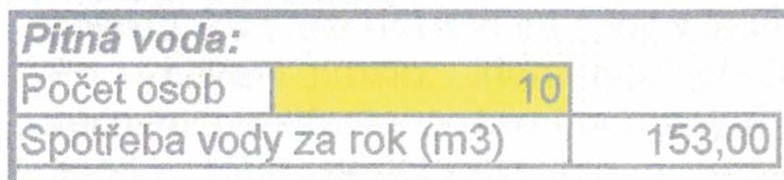 Pitná voda:
Počet osob 10
Spotřeba vody za rok (m3) 153,00